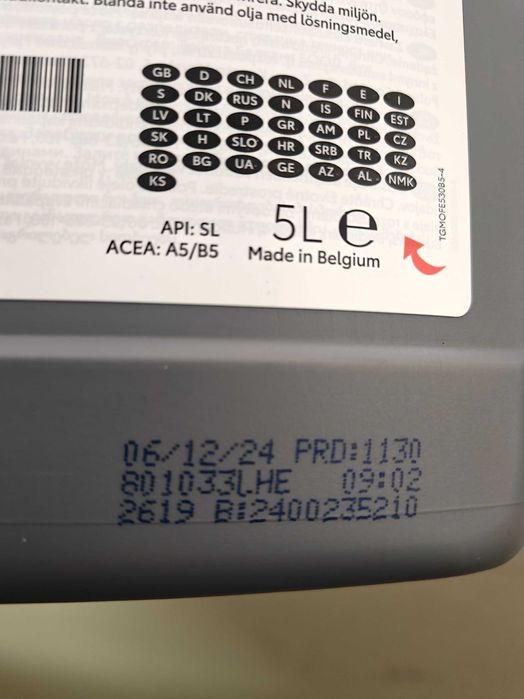 Skydda miljön.
Blanda inte använd olja med lösningsmedel,
GB D CH NL F E I
S DK RUS N IS FIN EST
LV LT P GR AM PL CZ
SK H SLO HR SRB TR KZ
RO BG UA GE AZ AL NMK
KS
API: SL
ACEA: A5/B5
5L e
Made in Belgium
TGMOFE530B5-4
06/12/24 PRD:1130
801033LHE 09:02
2619 B:2400235210